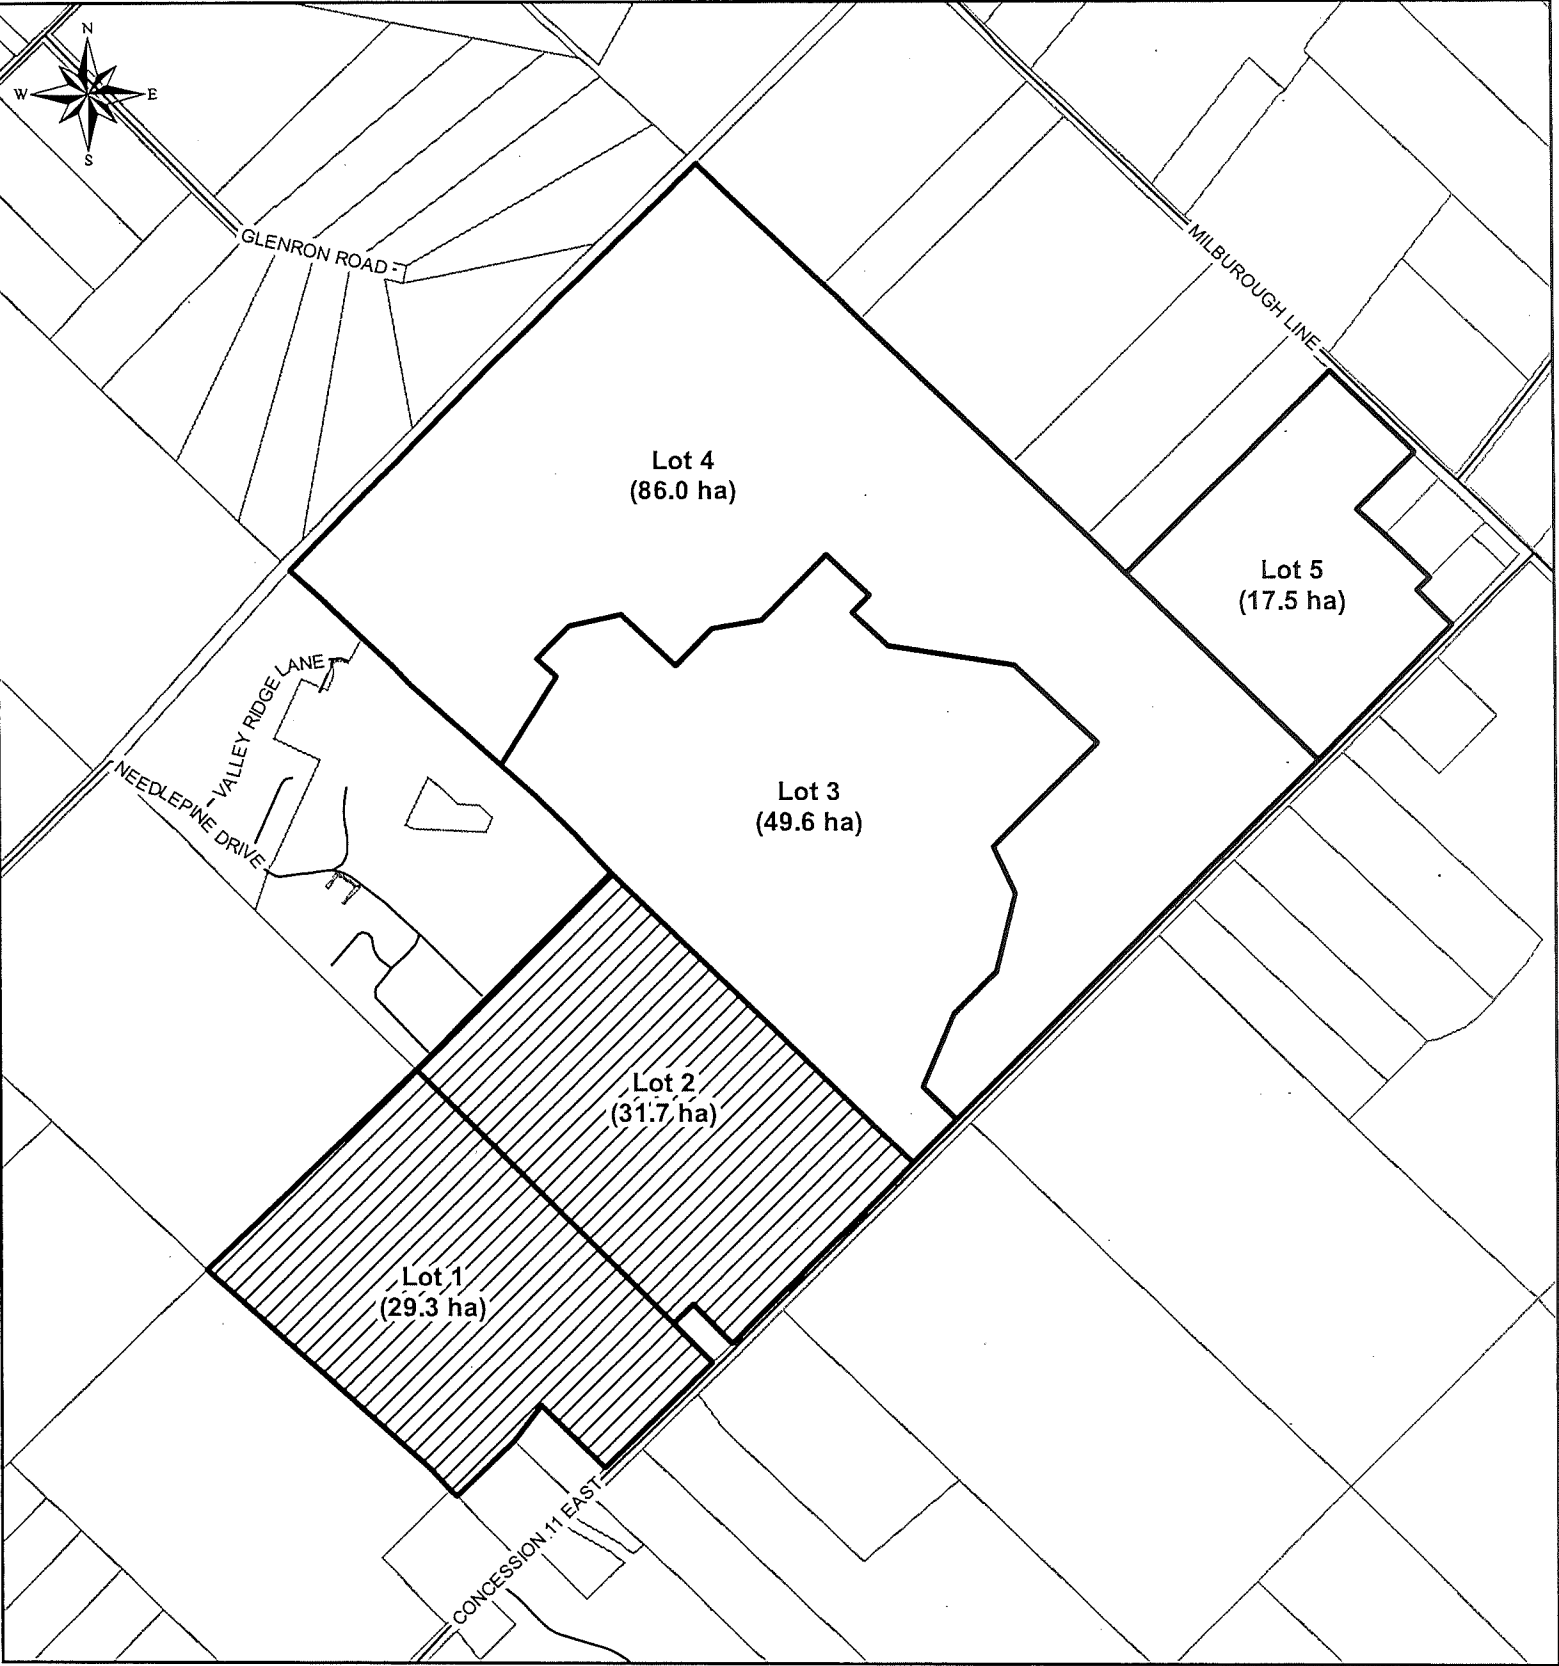 N
W E
S
GLENRON ROAD
MILBUROUGH LINE
Lot 4
(86.0 ha)
Lot 5
(17.5 ha)
VALLEY RIDGE LANE
NEEDLEPINE DRIVE
Lot 3
(49.6 ha)
Lot 2
(31.7 ha)
Lot 1
(29.3 ha)
CONCESSION 11 EAST